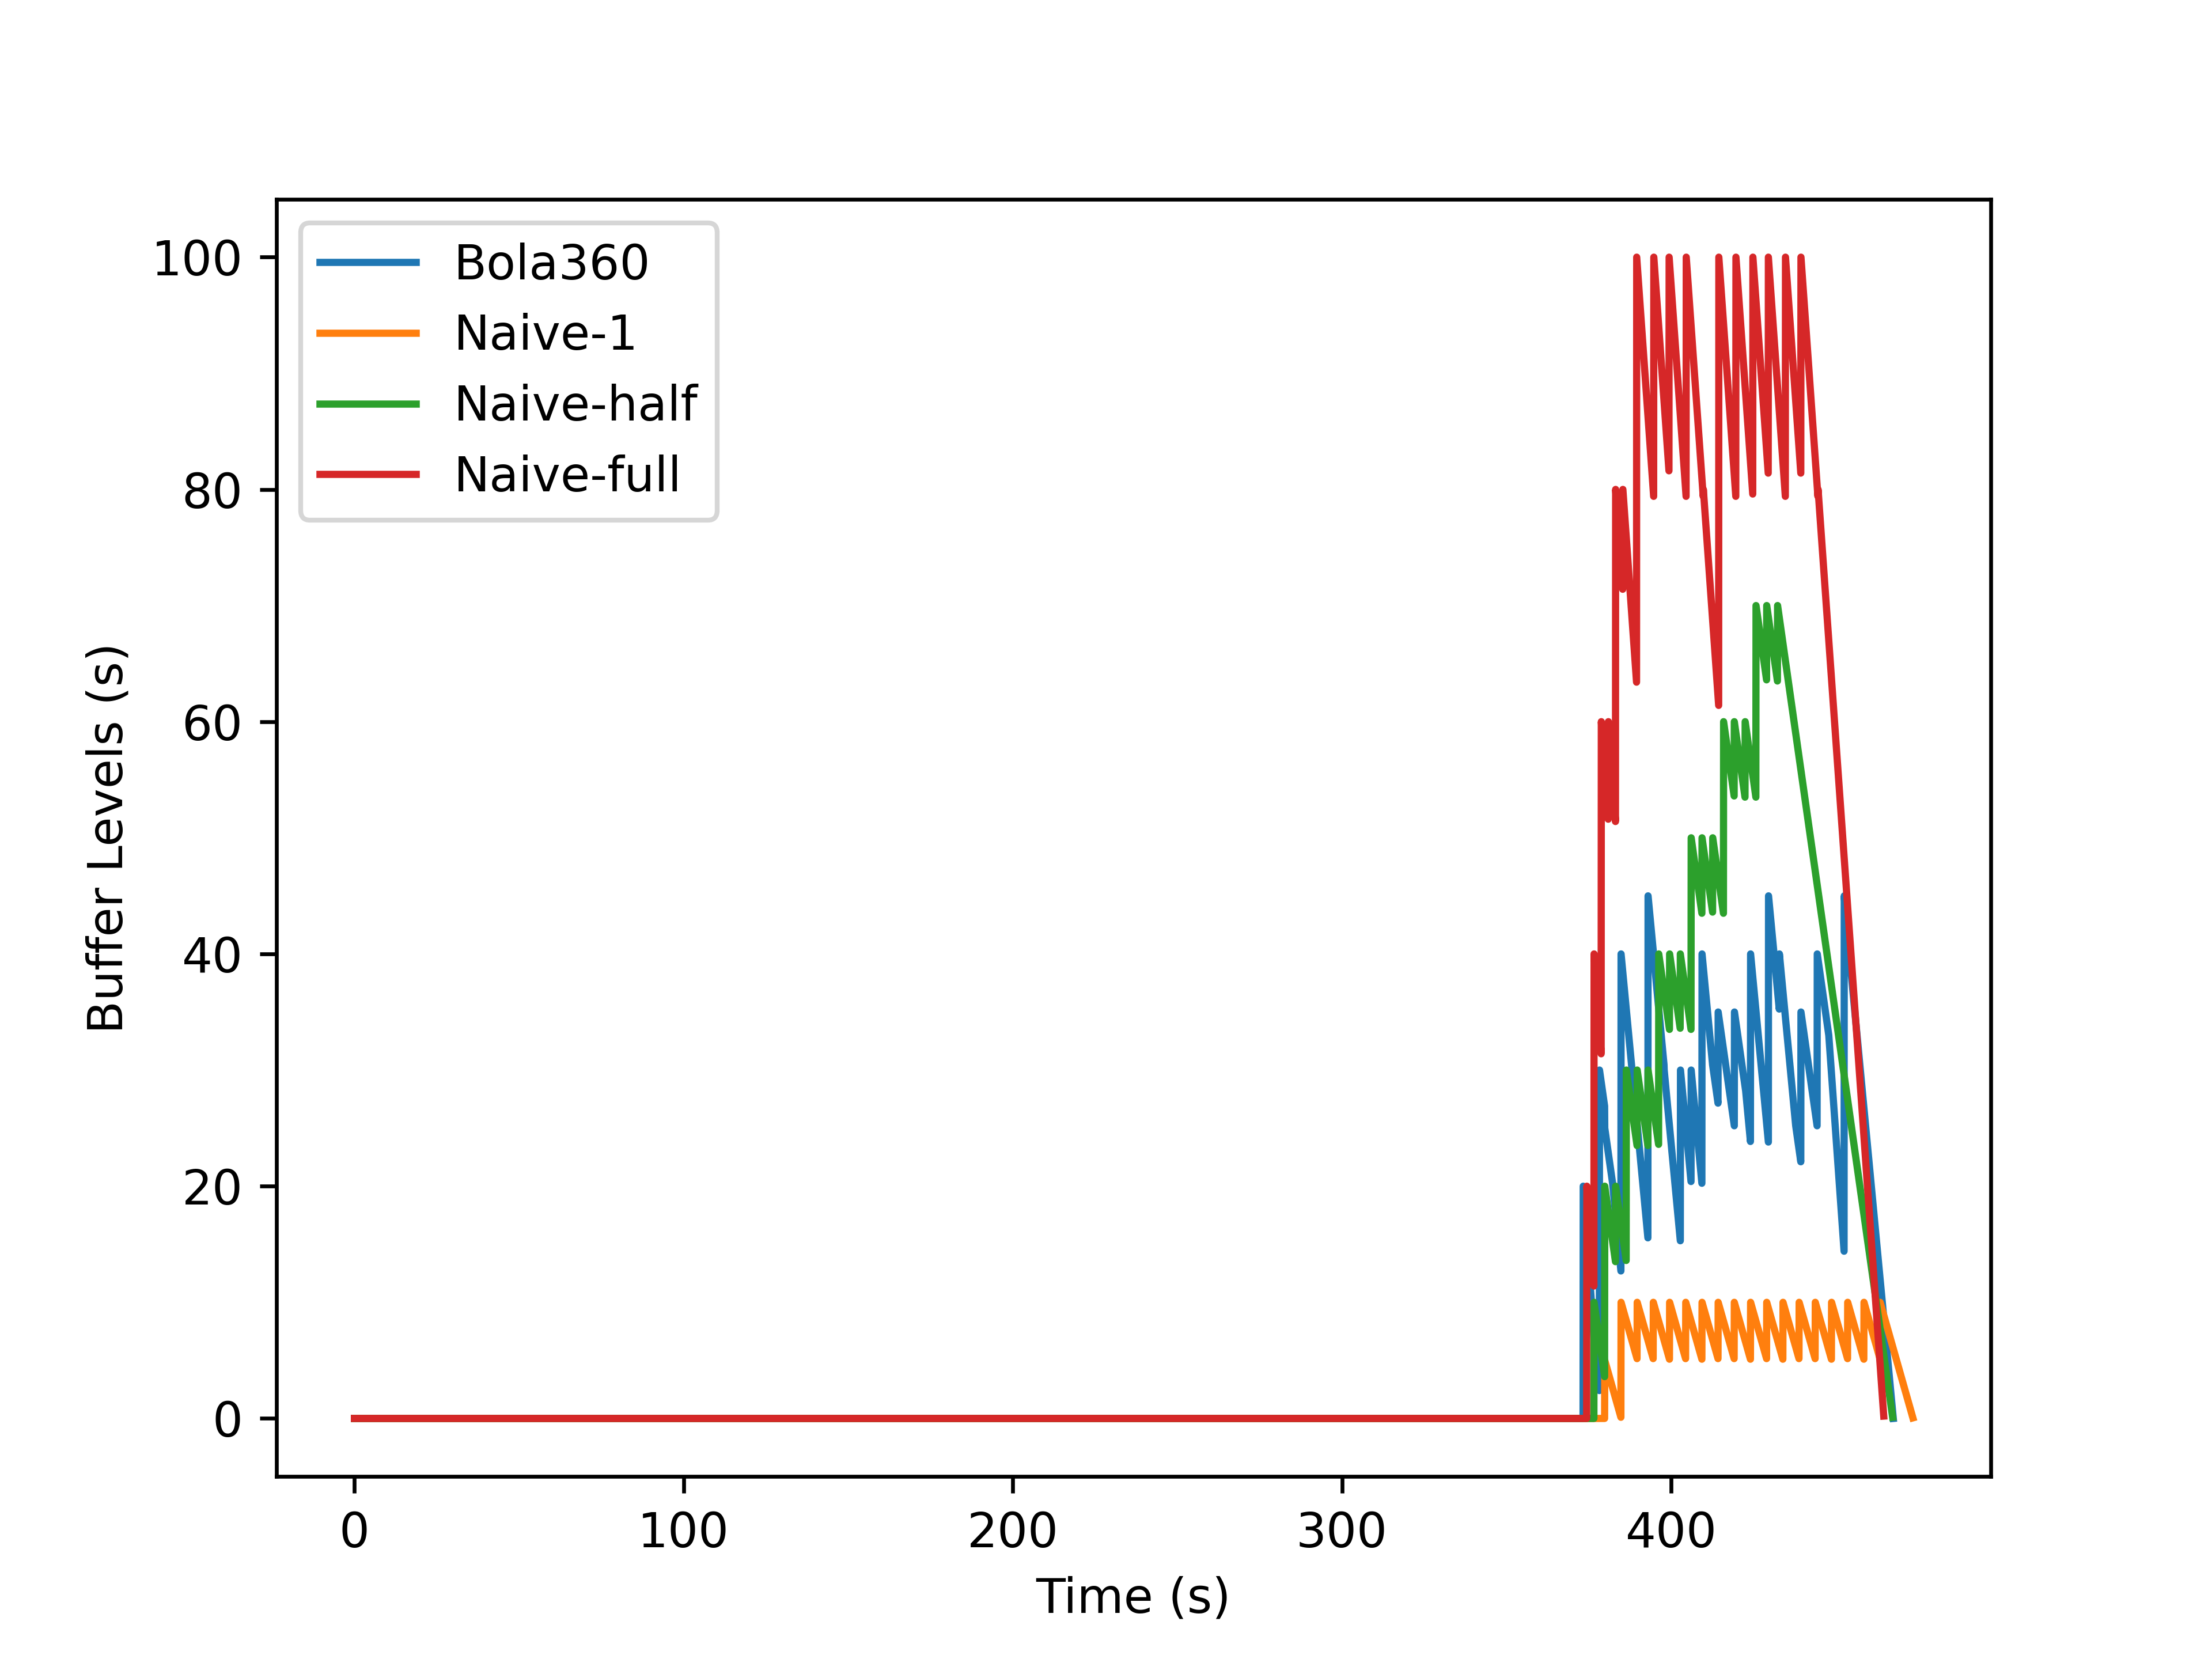 Bola360
Naive-1
Naive-half
Naive-full
100
80
60
40
20
0
Buffer Levels (s)
0 100 200 300 400
Time (s)